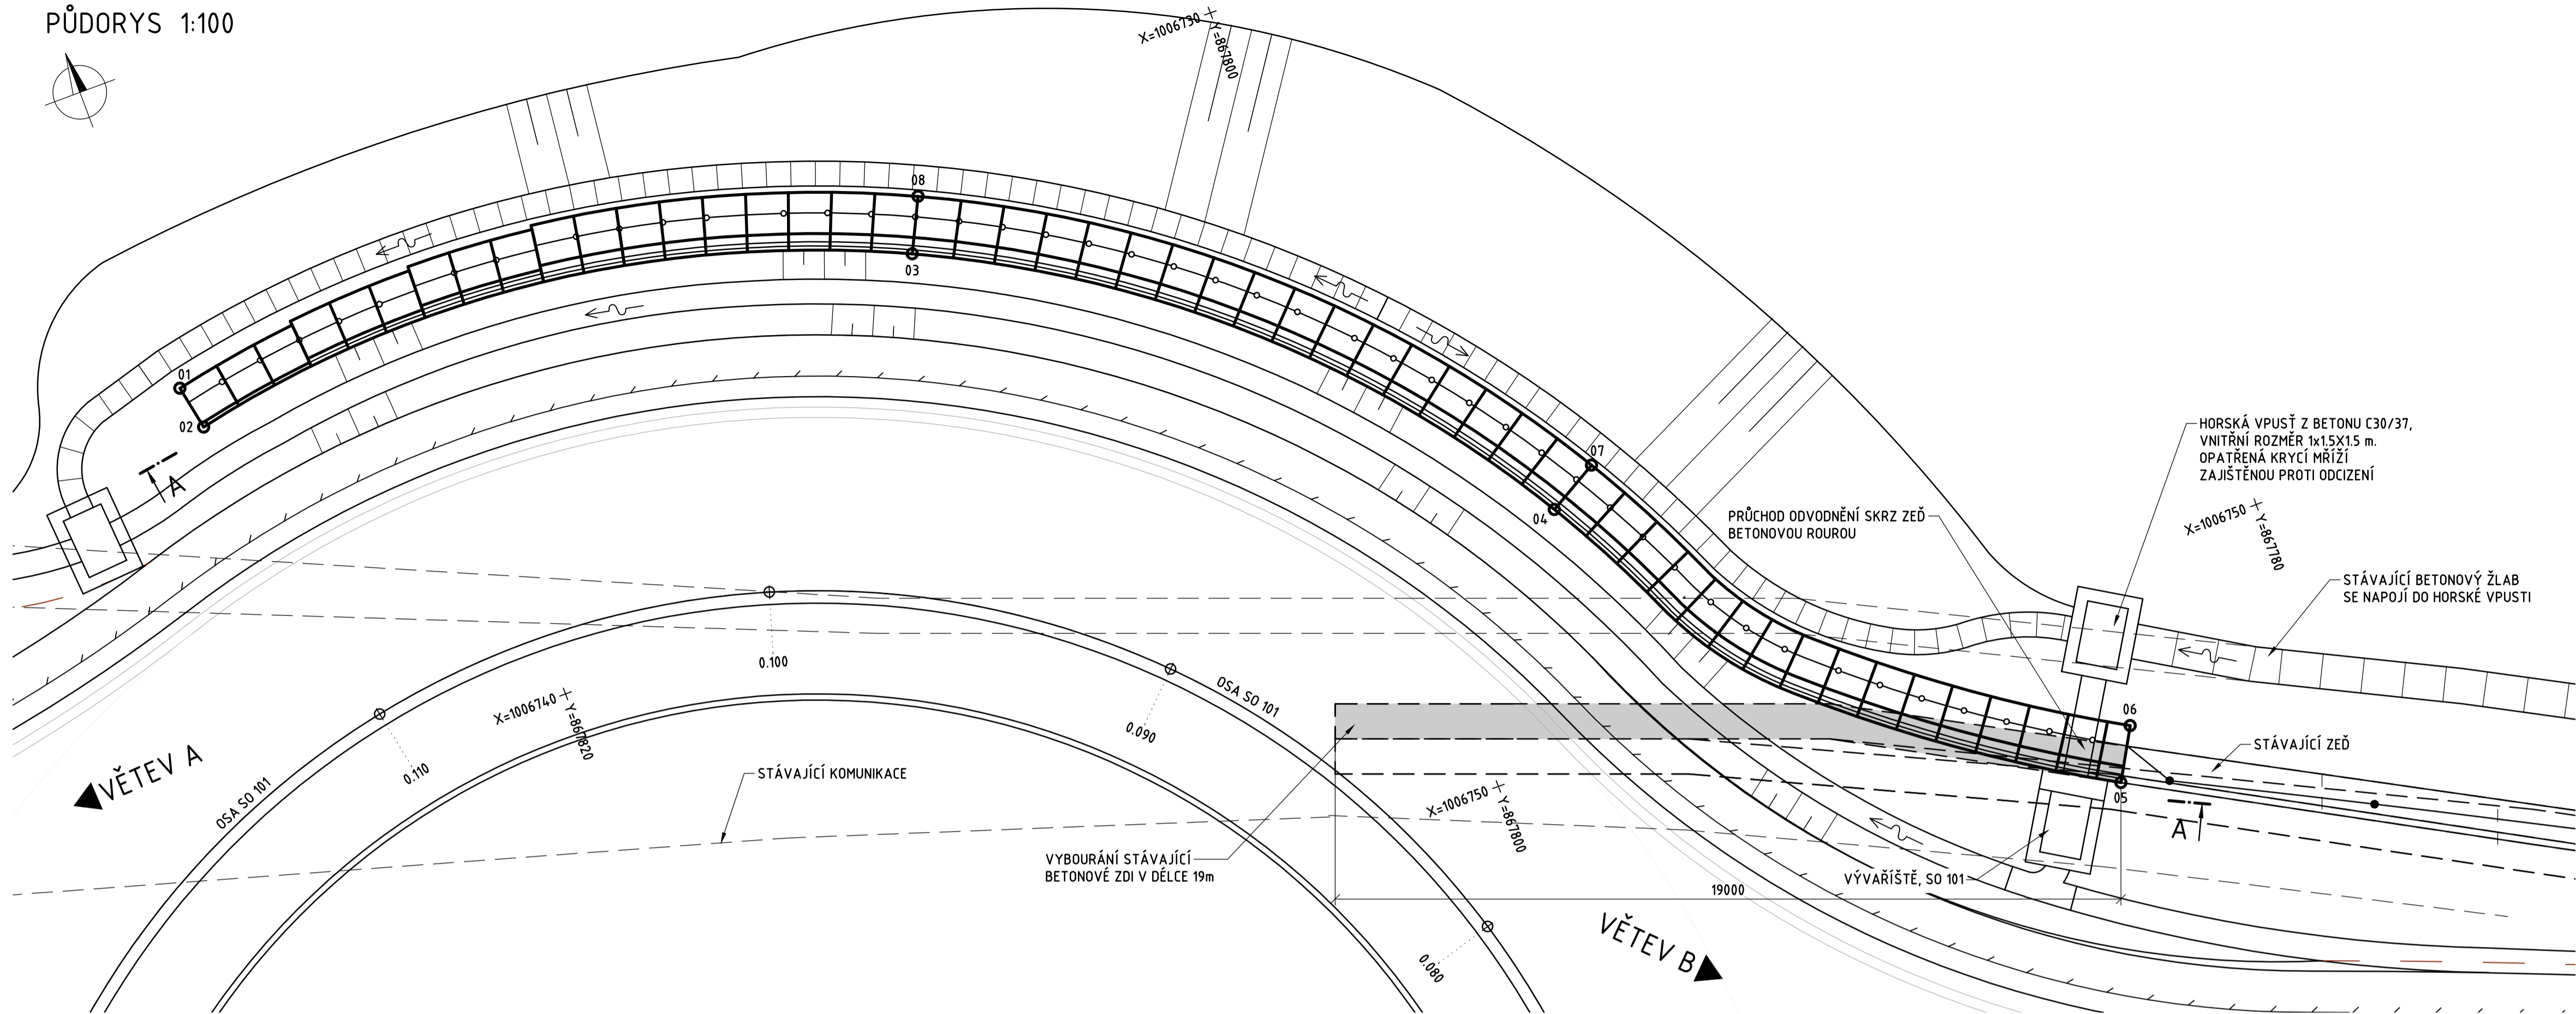 PŮDORYS 1:100
X=1006730
Y=867800
08
03
01
02
A
07
04
HORSKÁ VPUSŤ Z BETONU C30/37,
VNITŘNÍ ROZMĚR 1x1.5X1.5 m.
OPATŘENÁ KRYCÍ MŘÍŽÍ
ZAJIŠTĚNOU PROTI ODCIZENÍ
PRŮCHOD ODVODNĚNÍ SKRZ ZEĎ
BETONOVOU ROUROU
X=1006750
Y=867780
STÁVAJÍCÍ BETONOVÝ ŽLAB
SE NAPOJÍ DO HORSKÉ VPUSTI
0.100
OSA SO 101
X=1006740
Y=867820
0.090
06
STÁVAJÍCÍ ZEĎ
VĚTEV A
0.110
OSA SO 101
STÁVAJÍCÍ KOMUNIKACE
X=1006750
Y=867800
05
A
VYBOURÁNÍ STÁVAJÍCÍ
BETONOVÉ ZDI V DÉLCE 19m
VÝVAŘÍŠTĚ, SO 101
19000
VĚTEV B
0.080